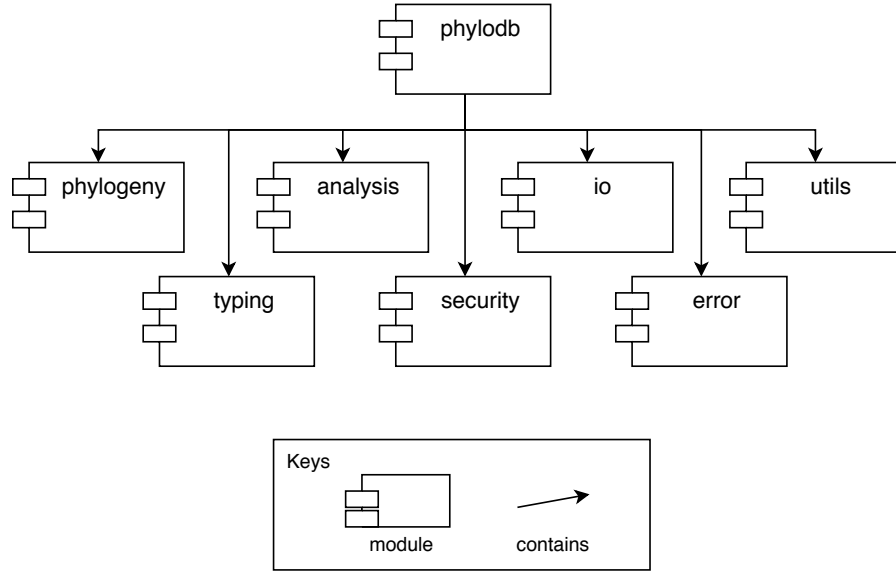 phylodb
phylogeny
analysis
io
utils
typing
security
error
Keys
module
contains